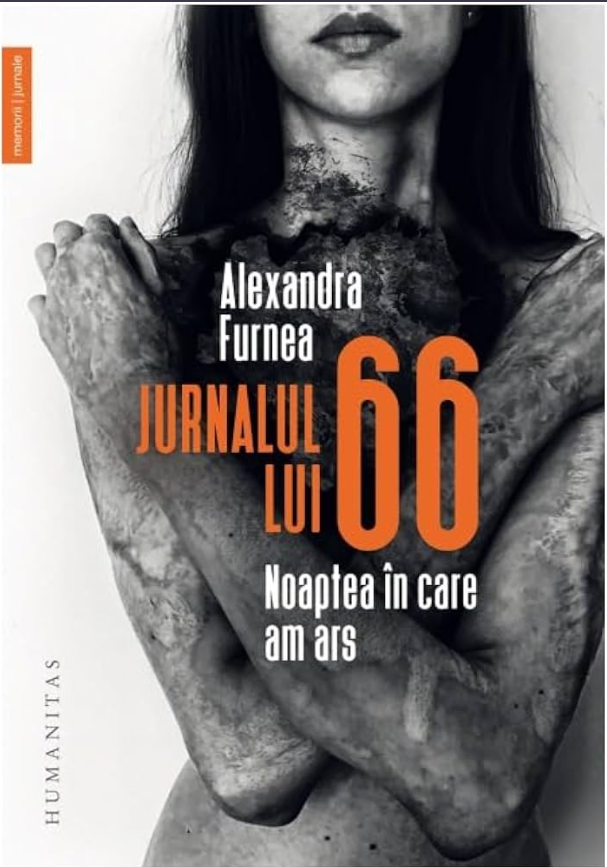 memorii | jurnale
Alexandra
Furnea
JURNALUL
LUI 66
Noaptea în care
am ars
HUMANITAS